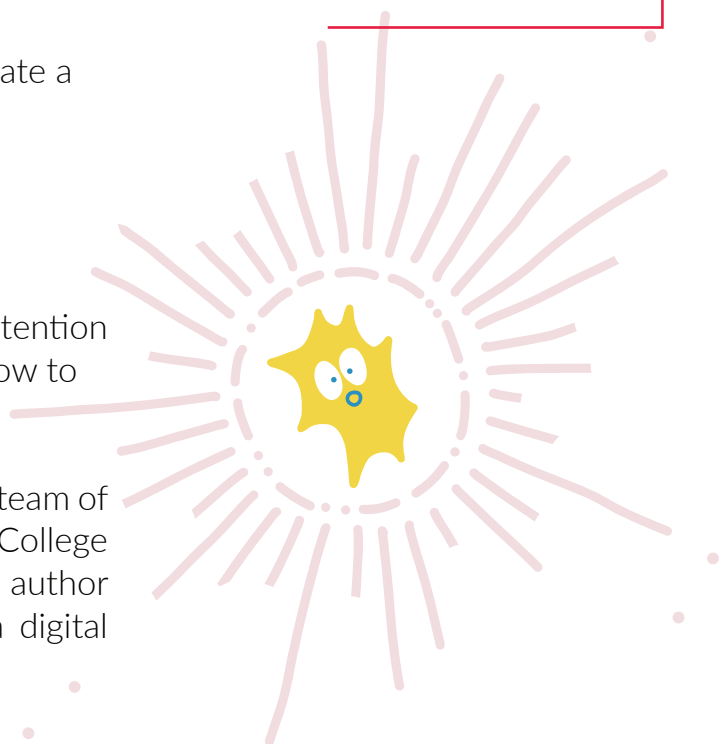 ate a
tention
ow to
team of
College
author
digital